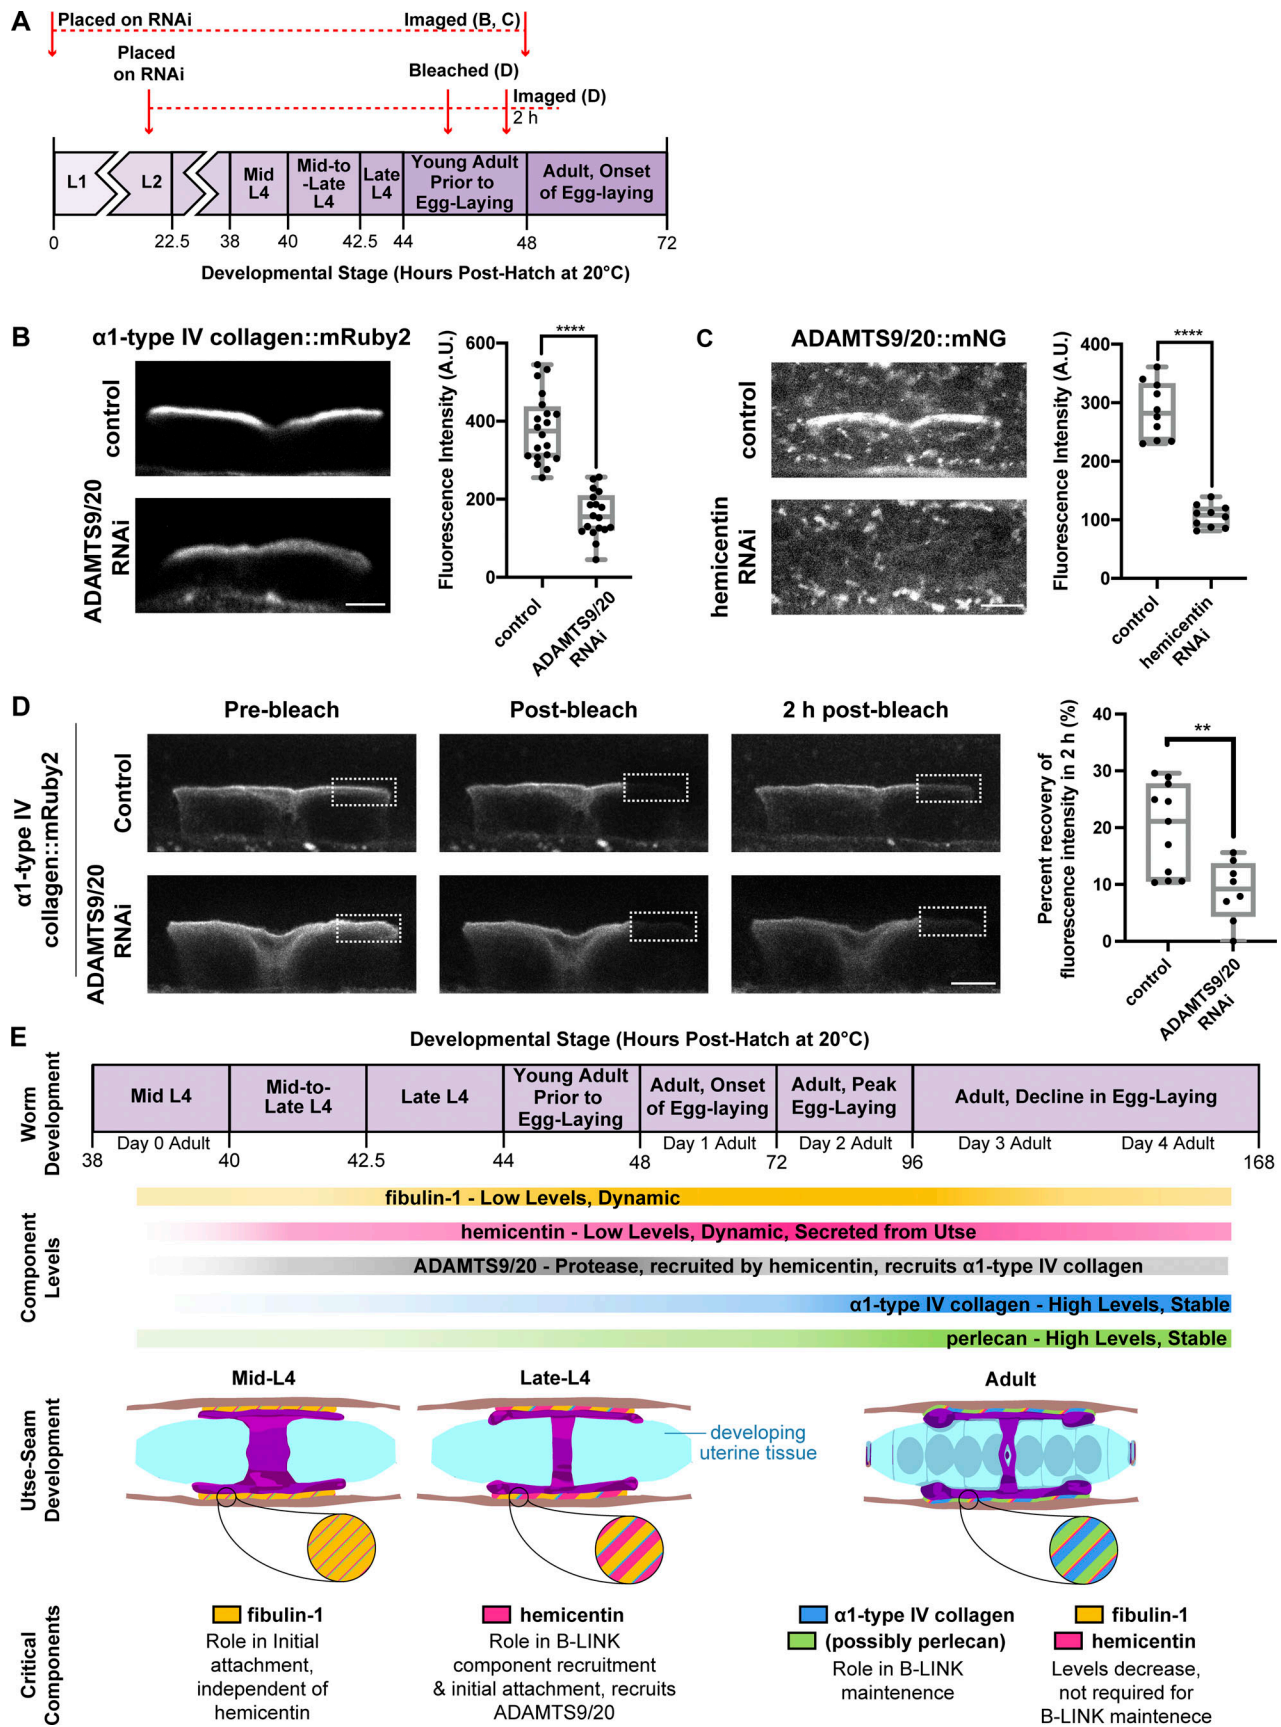 A
Placed on RNAi
Imaged (B, C)
Placed
on RNAi
Bleached (D)
Imaged (D)
2 h
L1
L2
Mid
L4
Mid-to
-Late
L4
Late
L4
Young Adult
Prior to
Egg-Laying
Adult, Onset
of Egg-laying
0
22.5
38
40
42.5
44
48
72
Developmental Stage (Hours Post-Hatch at 20°C)
B
α1-type IV collagen::mRuby2
control
ADAMTS9/20
RNAi
Fluorescence Intensity (A.U.)
600
400
200
0
****
control
ADAMTS9/20
RNAi
C
ADAMTS9/20::mNG
control
hemicentin
RNAi
Fluorescence Intensity (A.U.)
400
300
200
100
0
****
control
hemicentin
RNAi
D
α1-type IV
collagen::mRuby2
Pre-bleach
Post-bleach
2 h post-bleach
Control
ADAMTS9/20
RNAi
Percent recovery of
fluorescence intensity in 2 h (%)
40
30
20
10
0
**
control
ADAMTS9/20
RNAi
E
Developmental Stage (Hours Post-Hatch at 20°C)
Worm
Development
Mid L4
Mid-to-
Late L4
Late L4
Young Adult
Prior to
Egg-Laying
Adult, Onset
of Egg-laying
Adult, Peak
Egg-Laying
Adult, Decline in Egg-Laying
Day 0 Adult
Day 1 Adult
Day 2 Adult
Day 3 Adult
Day 4 Adult
38
40
42.5
44
48
72
96
168
Component
Levels
fibulin-1 - Low Levels, Dynamic
hemicentin - Low Levels, Dynamic, Secreted from Utse
ADAMTS9/20 - Protease, recruited by hemicentin, recruits α1-type IV collagen
α1-type IV collagen - High Levels, Stable
perlecan - High Levels, Stable
Utse-Seam
Development
Mid-L4
Late-L4
Adult
developing
uterine tissue
Critical
Components
fibulin-1
Role in Initial
attachment,
independent of
hemicentin
hemicentin
Role in B-LINK
component recruitment
& initial attachment, recruits
ADAMTS9/20
α1-type IV collagen
(possibly perlecan)
Role in B-LINK
maintenence
fibulin-1
hemicentin
Levels decrease,
not required for
B-LINK maintenece